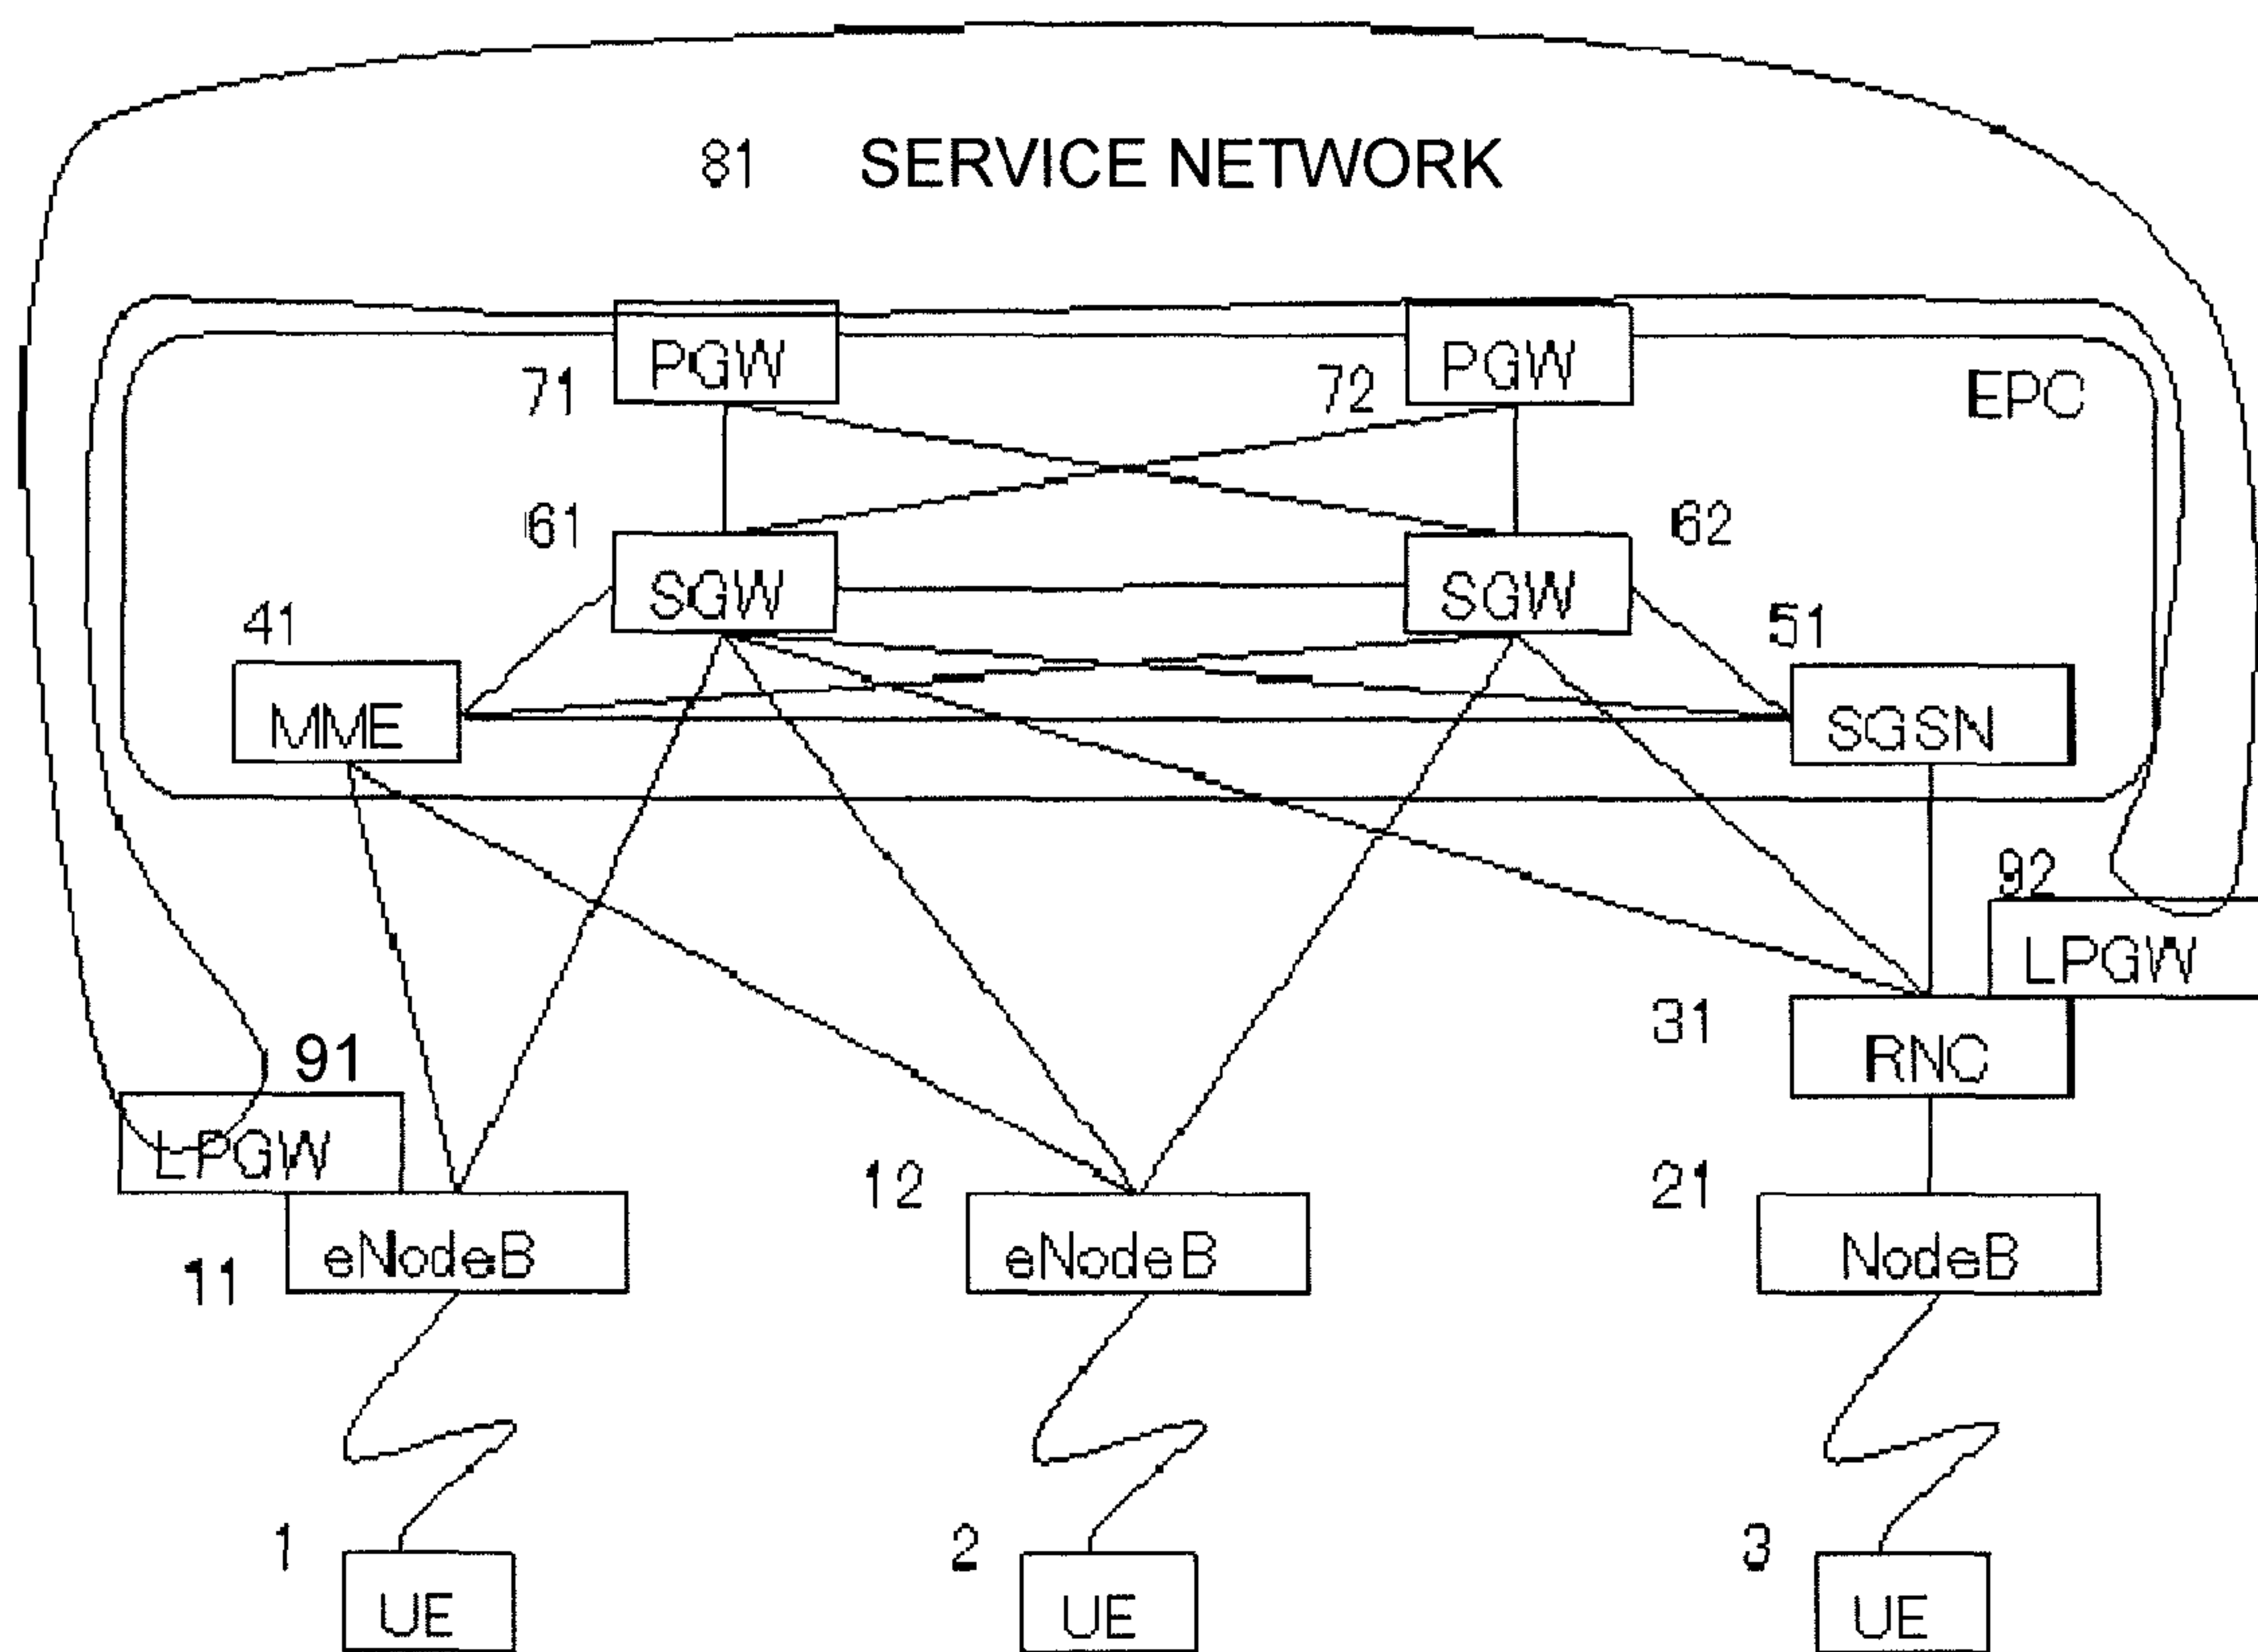 81 SERVICE NETWORK
PGW PGW
71 72 EPC
61 62
SGW SGW
41 51
MME SGSN
92
LPGW
31
RNC
91
LPGW
12 21
eNodeB eNodeB NodeB
11
1 2 3
UE UE UE